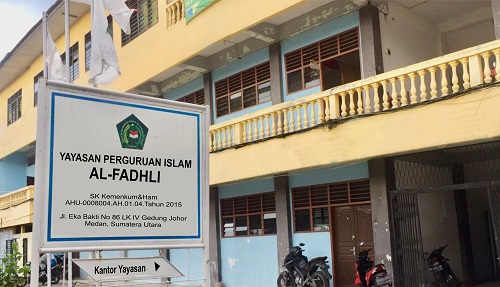 YAYASAN PERGURUAN ISLAM
AL-FADHLI
SK Kemenkum&Ham
AHU-0008004.AH.01.04.Tahun 2015
Jl. Eka Bakti No 86 LK IV Gedung Johor
Medan, Sumatera Utara
Kantor Yayasan